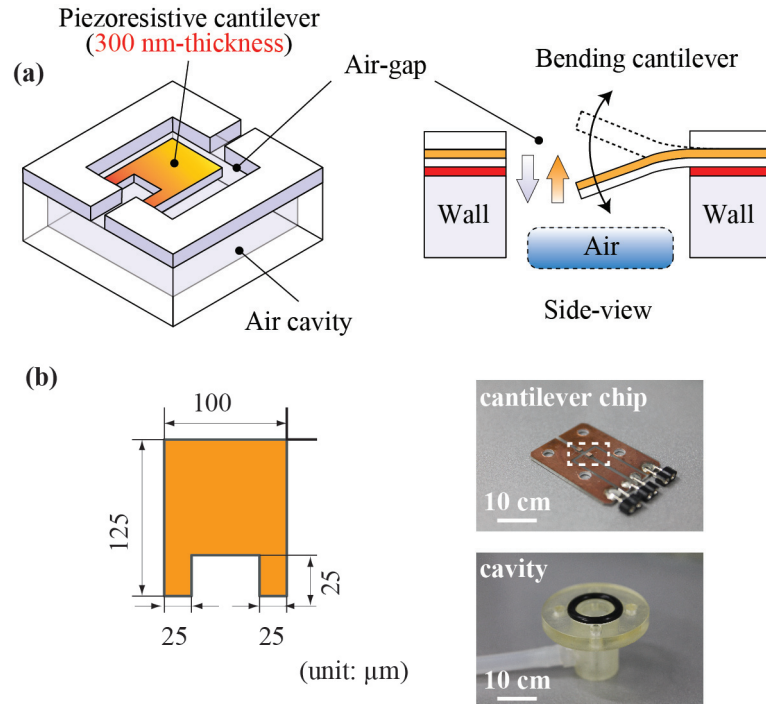 (a)
Piezoresistive cantilever
(300 nm-thickness)
Air-gap
Air cavity
Bending cantilever
Wall
Wall
Air
Side-view
(b)
100
125
25
25
25
(unit: µm)
cantilever chip
10 cm
cavity
10 cm